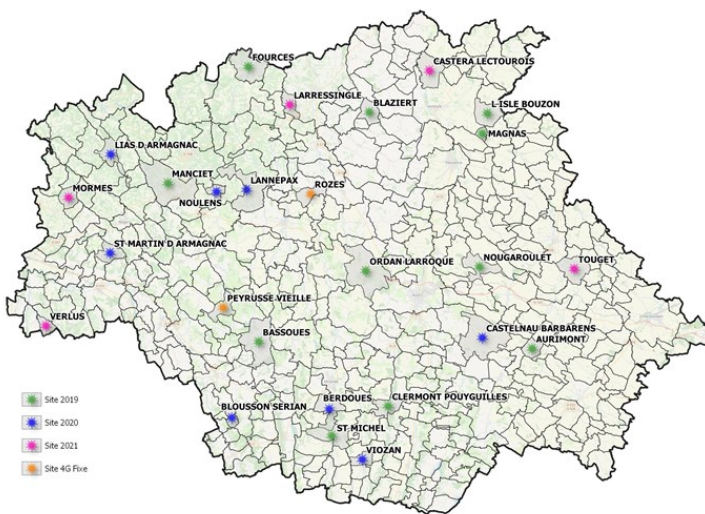 FOURCES
CASTERA LECTOUROIS
LARRESSINGLE
BLAZIERT
L-ISLE BOUZON
MAGNAS
LIAS D ARMAGNAC
MANCIET
LANNEPAX
ROZES
MORMES
NOULENS
ST MARTIN D ARMAGNAC
ORDAN LARROQUE
NOUGAROULET
TOUGET
PEYRUSSE VIEILLE
VERLUS
BASSOUES
CASTELNAU BARBARENS
AURIMONT
BLOUSSON SERIAN
BERDOUES
CLERMONT POUYGUILLES
ST MICHEL
VIOZAN
Site 2019
Site 2020
Site 2021
Site 4G Fixe